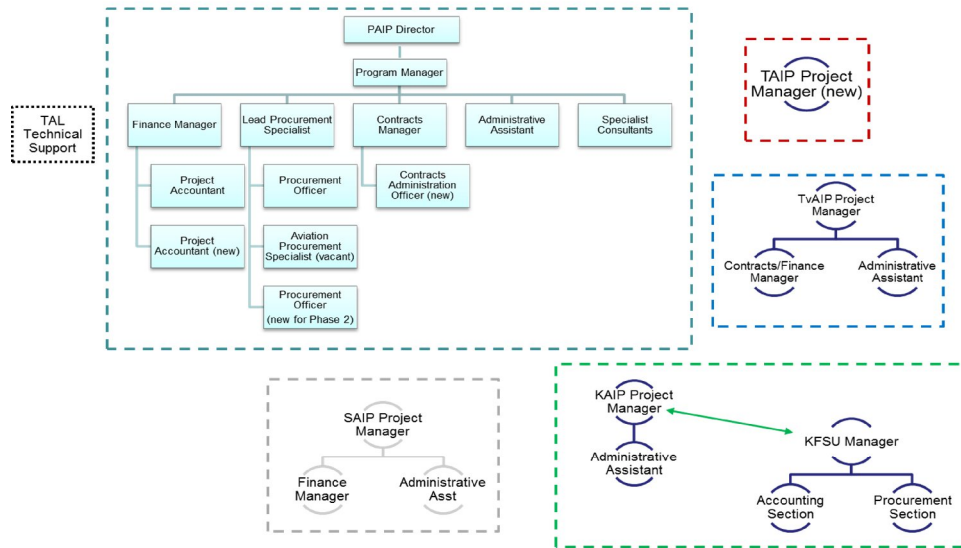 PAIP Director
Program Manager
TAL
Technical
Support
Finance Manager
Lead Procurement
Specialist
Contracts
Manager
Administrative
Assistant
Specialist
Consultants
Project
Accountant
Procurement
Officer
Contracts
Administration
Officer (new)
Project
Accountant (new)
Aviation
Procurement
Specialist (vacant)
Procurement
Officer
(new for Phase 2)
TAIP Project
Manager (new)
TvAIP Project
Manager
Contracts/Finance
Manager
Administrative
Assistant
SAIP Project
Manager
Finance
Manager
Administrative
Asst
KAIP Project
Manager
Administrative
Assistant
KFSU Manager
Accounting
Section
Procurement
Section